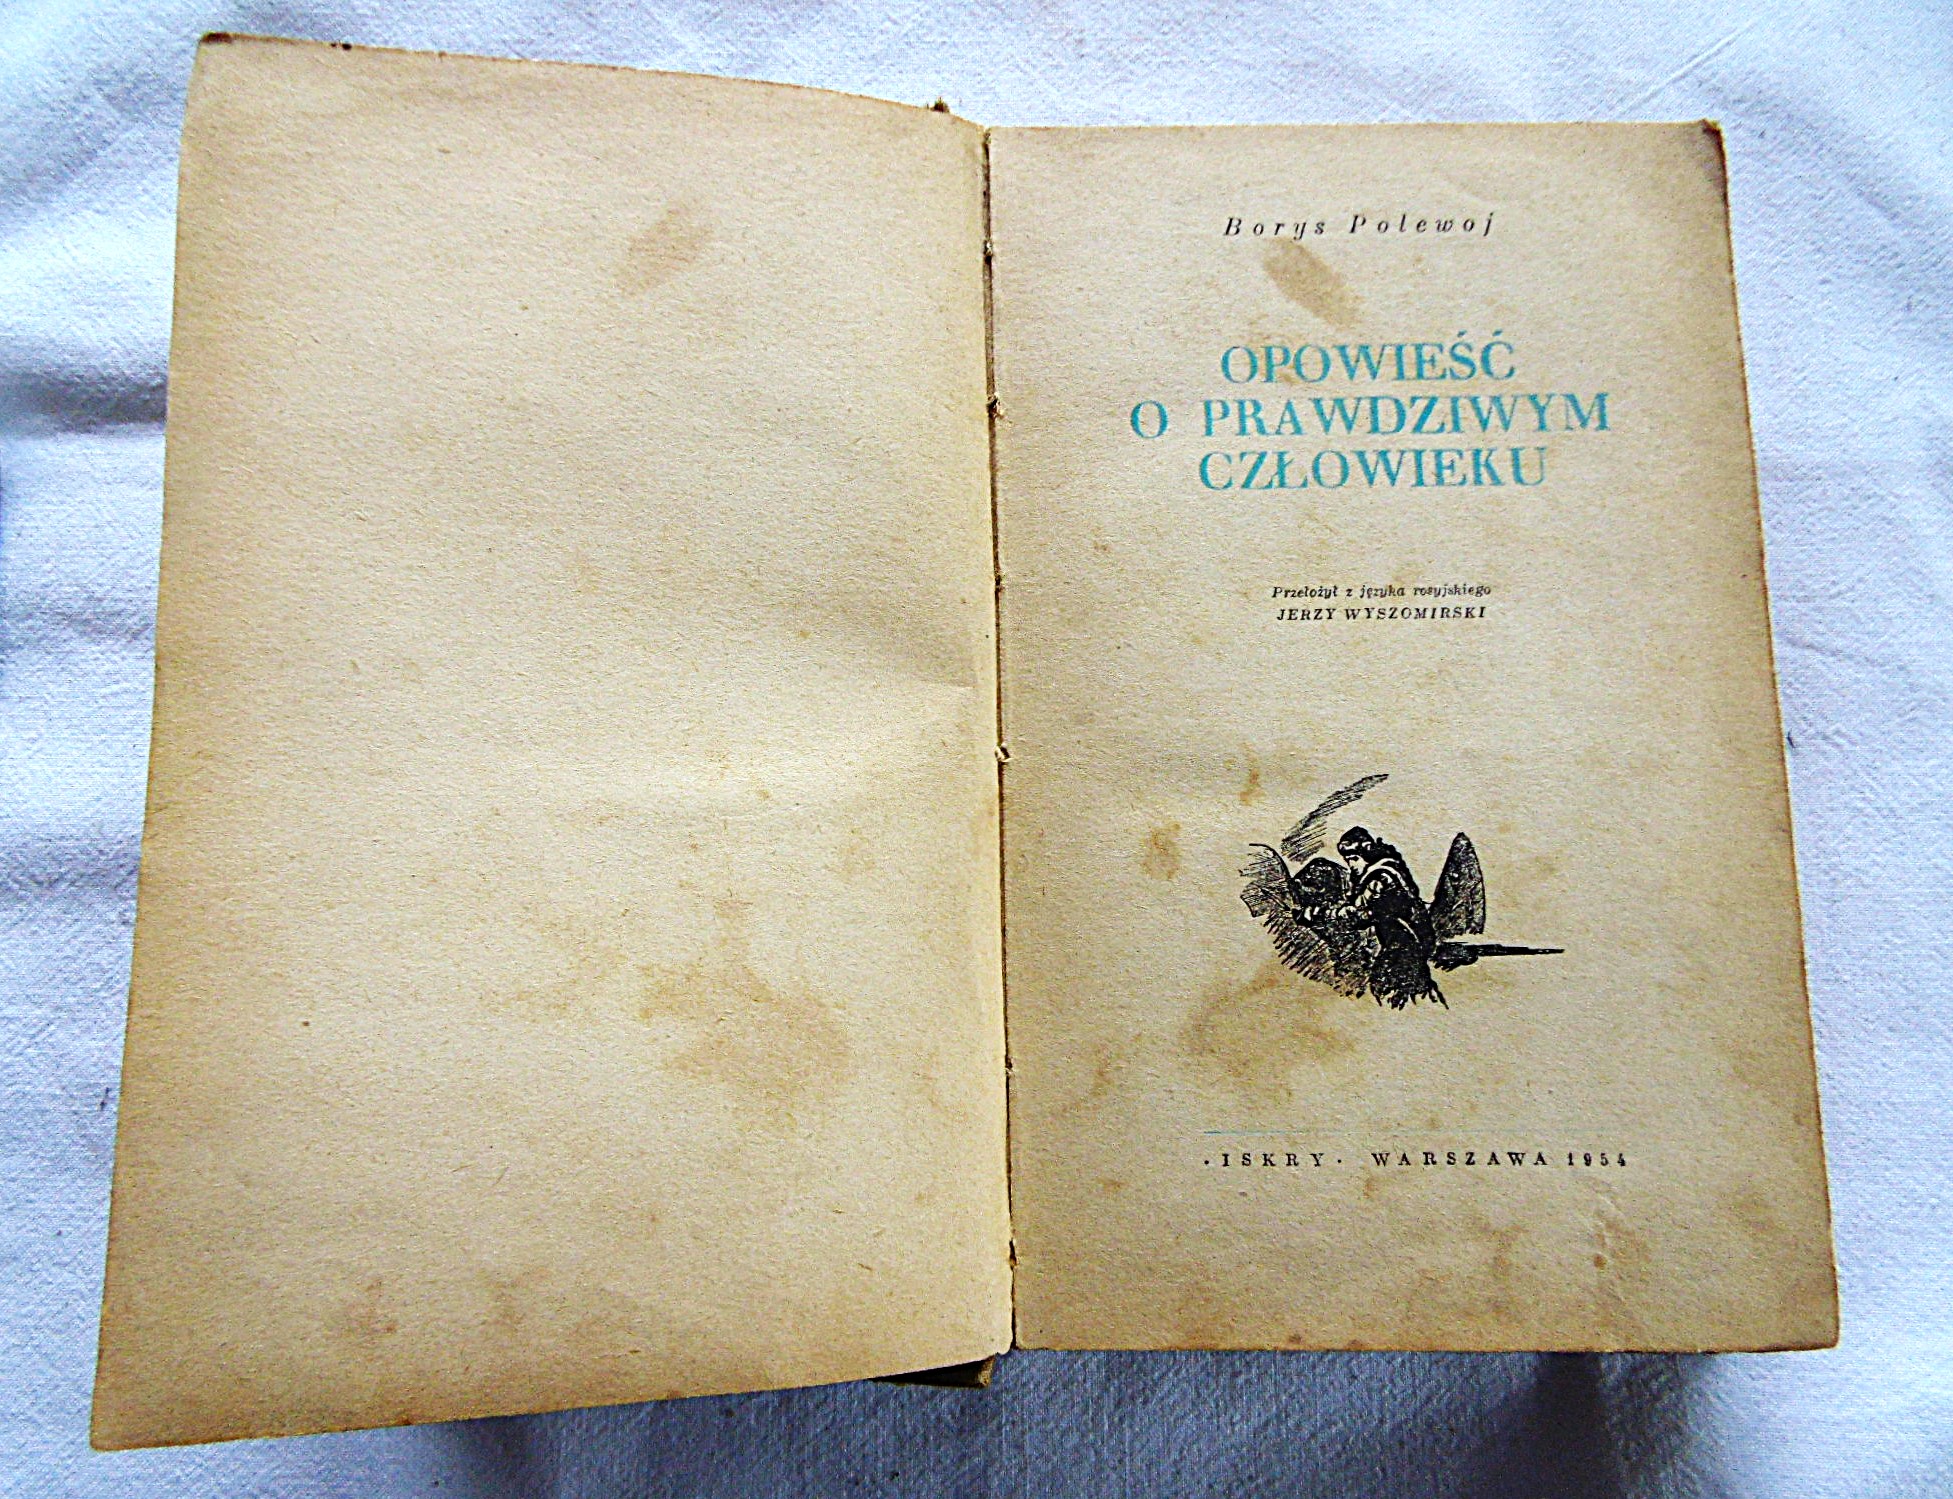 Borys Polewoj
OPOWIEŚĆ
O PRAWDZIWYM
CZŁOWIEKU
Przełożył z języka rosyjskiego
JERZY WYSZOMIRSKI
• ISKRY • WARSZAWA 1954